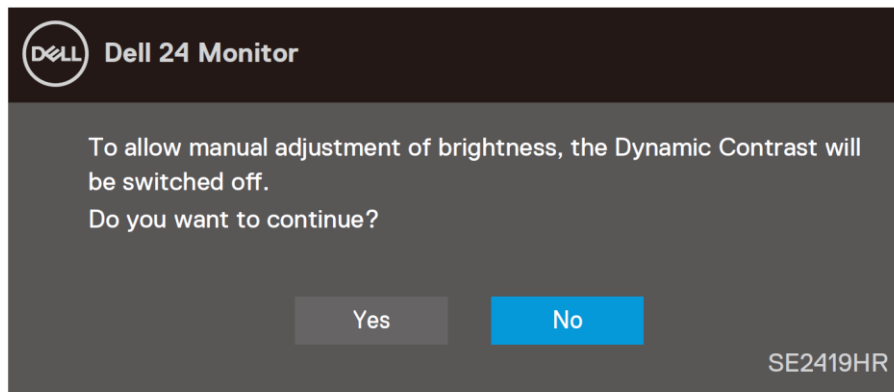 DELL Dell 24 Monitor
To allow manual adjustment of brightness, the Dynamic Contrast will
be switched off.
Do you want to continue?
Yes No
SE2419HR